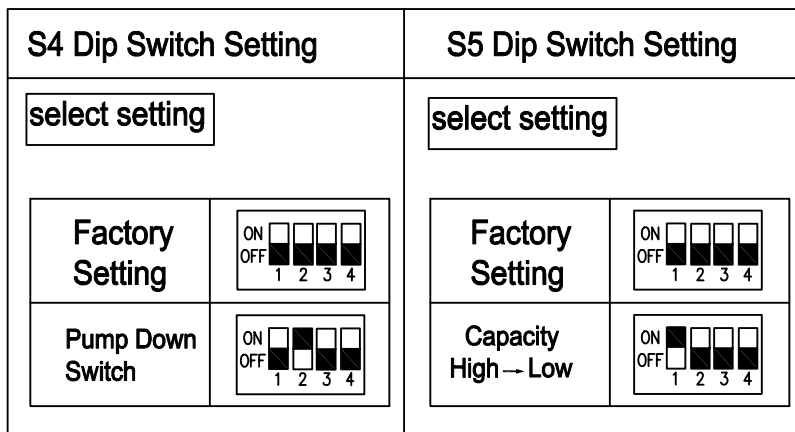 S4 Dip Switch Setting
select setting
Factory
Setting
ON
OFF
1 2 3 4
Pump Down
Switch
ON
OFF
1 2 3 4
S5 Dip Switch Setting
select setting
Factory
Setting
ON
OFF
1 2 3 4
Capacity
High→Low
ON
OFF
1 2 3 4